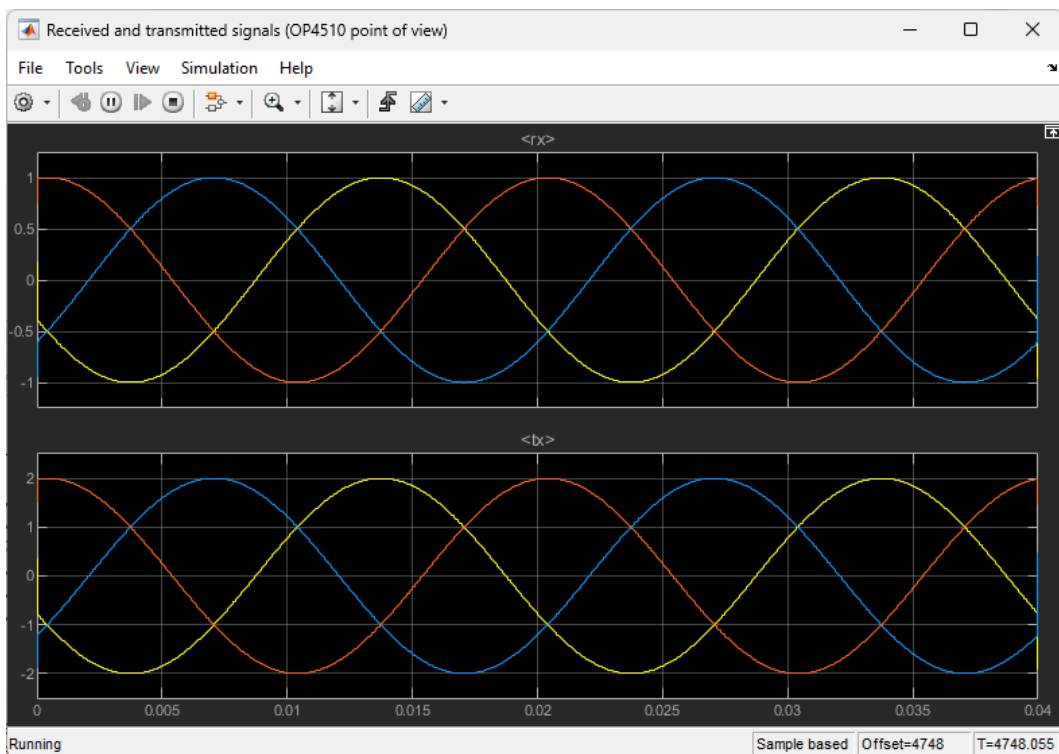 Received and transmitted signals (OP4510 point of view)
File Tools View Simulation Help
<rx>
1
0.5
0
-0.5
-1
<tx>
2
1
0
-1
-2
0 0.005 0.01 0.015 0.02 0.025 0.03 0.035 0.04
Running Sample based Offset=4748 T=4748.055